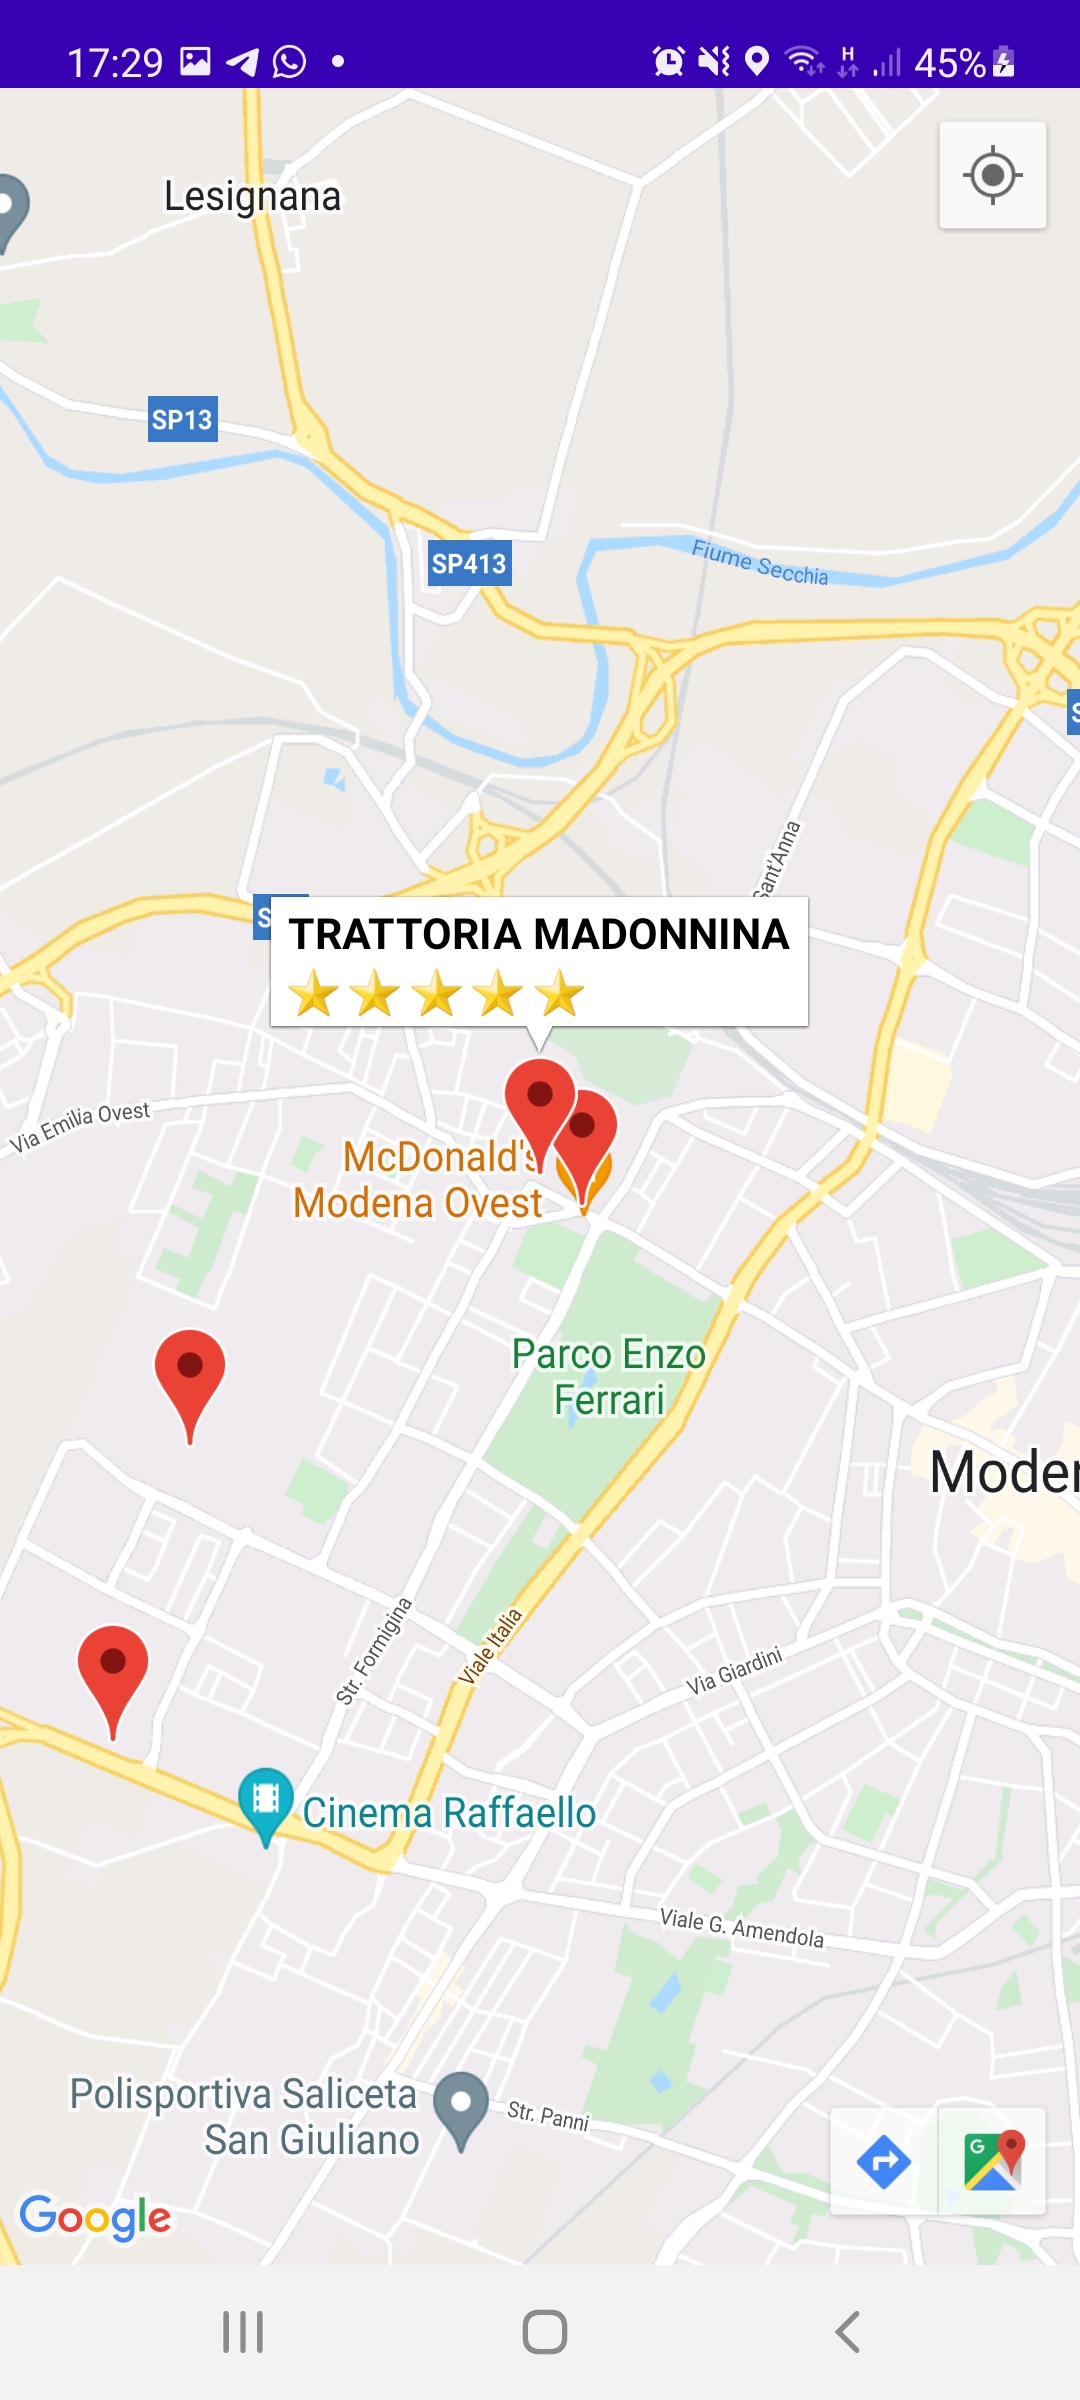 17:29
H
45%
Lesignana
SP13
SP413
Fiume Secchia
Sant'Anna
TRATTORIA MADONNINA
Via Emilia Ovest
McDonald's
Modena Ovest
Parco Enzo
Ferrari
Str. Formigina
Viale Italia
Via Giardini
Cinema Raffaello
Viale G. Amendola
Polisportiva Saliceta
San Giuliano
Str. Panni
G
Google